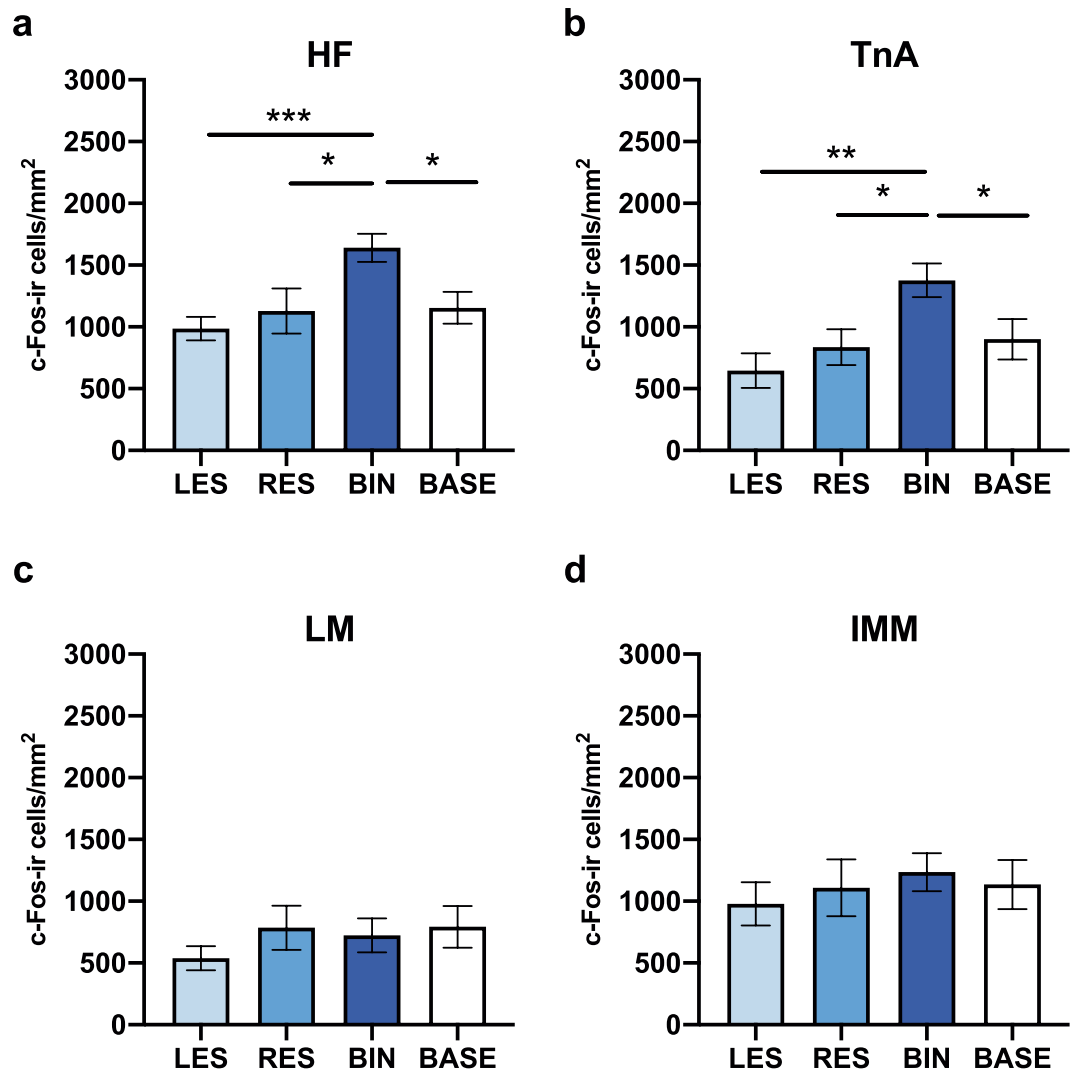 a
HF
c-Fos-ir cells/mm²
3000
2500
2000
1500
1000
500
0
***
*
*
LES RES BIN BASE
b
TnA
c-Fos-ir cells/mm²
3000
2500
2000
1500
1000
500
0
**
*
*
LES RES BIN BASE
c
LM
c-Fos-ir cells/mm²
3000
2500
2000
1500
1000
500
0
LES RES BIN BASE
d
IMM
c-Fos-ir cells/mm²
3000
2500
2000
1500
1000
500
0
LES RES BIN BASE